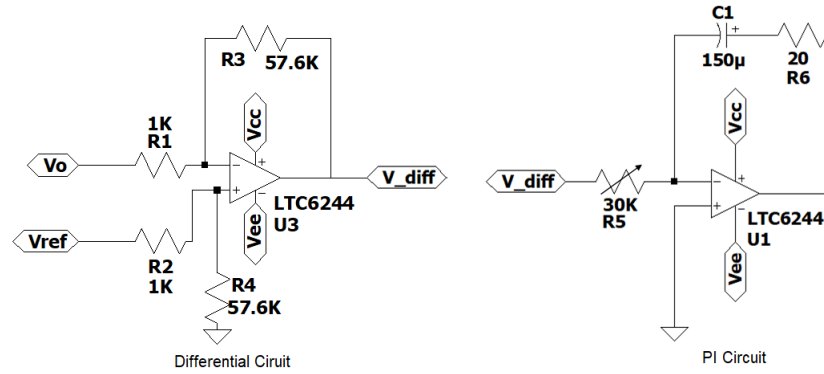 R3
57.6K
Vcc
1K
R1
Vo
-
+
+
-
V_diff
LTC6244
U3
Vee
Vref
R2
1K
R4
57.6K
Differential Ciruit
C1
+
150µ
20
R6
Vcc
V_diff
30K
R5
-
+
+
-
LTC6244
U1
Vee
PI Circuit